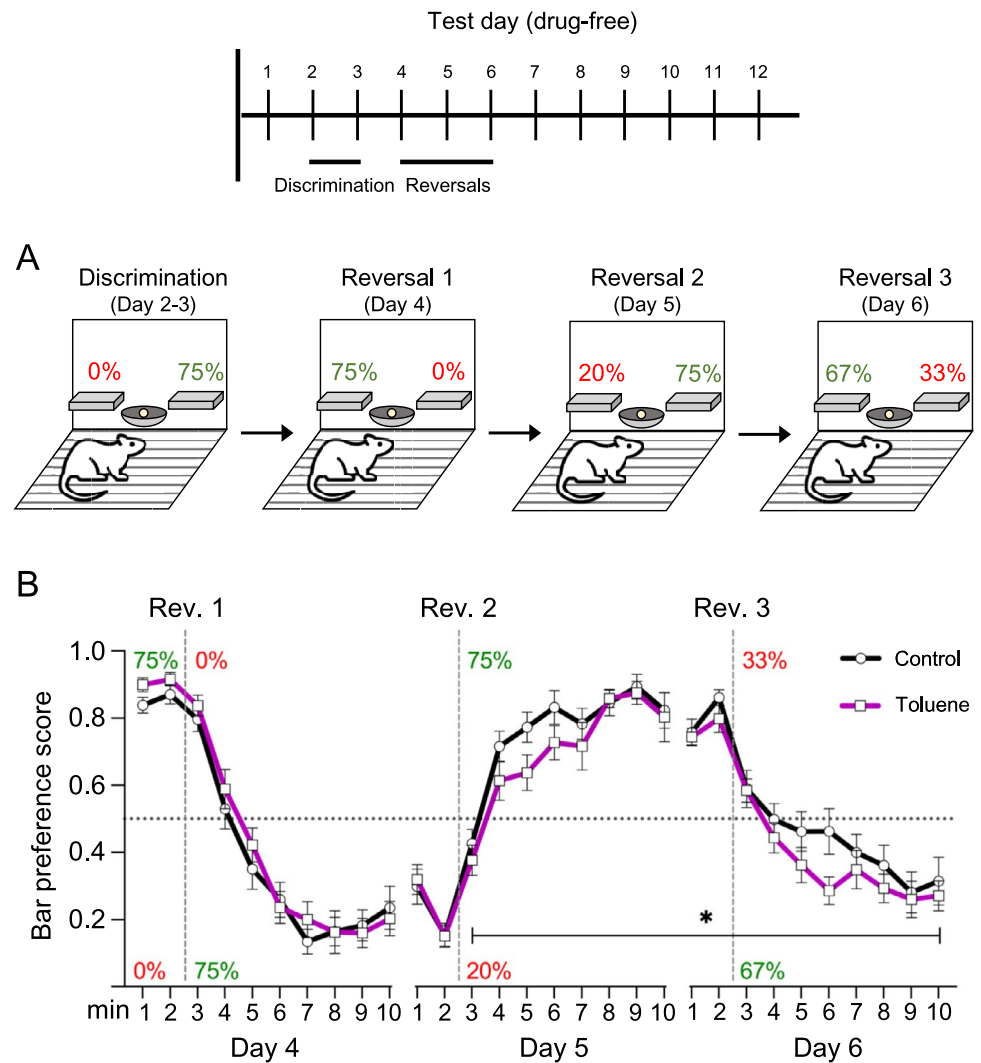 Test day (drug-free)
1 2 3 4 5 6 7 8 9 10 11 12
Discrimination Reversals
A
Discrimination
(Day 2-3)
0% 75%
Reversal 1
(Day 4)
75% 0%
Reversal 2
(Day 5)
20% 75%
Reversal 3
(Day 6)
67% 33%
B
Rev. 1 Rev. 2 Rev. 3
Bar preference score
1.0
0.8
0.6
0.4
0.2
75% 0% 75% 33%
Control
Toluene
*
0% 75% 20% 67%
min 1 2 3 4 5 6 7 8 9 10 1 2 3 4 5 6 7 8 9 10 1 2 3 4 5 6 7 8 9 10
Day 4 Day 5 Day 6